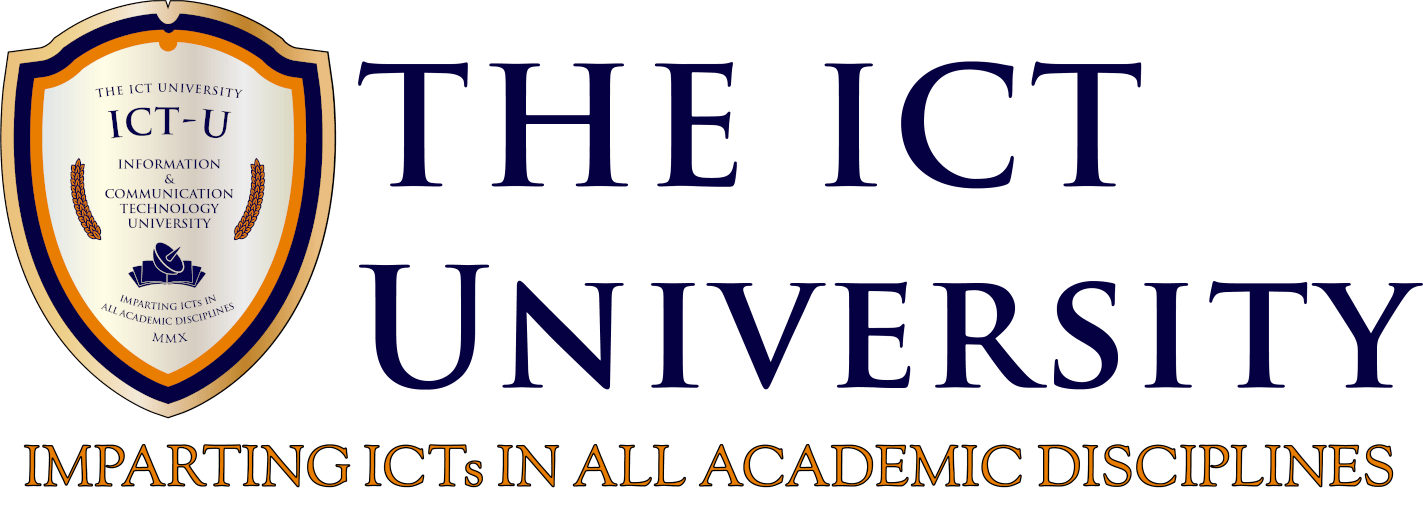 THE ICT UNIVERSITY
ICT-U
INFORMATION
&
COMMUNICATION
TECHNOLOGY
UNIVERSITY
IMPARTING ICTs IN
ALL ACADEMIC DISCIPLINES
MMX
THE ICT
UNIVERSITY
IMPARTING ICTs IN ALL ACADEMIC DISCIPLINES